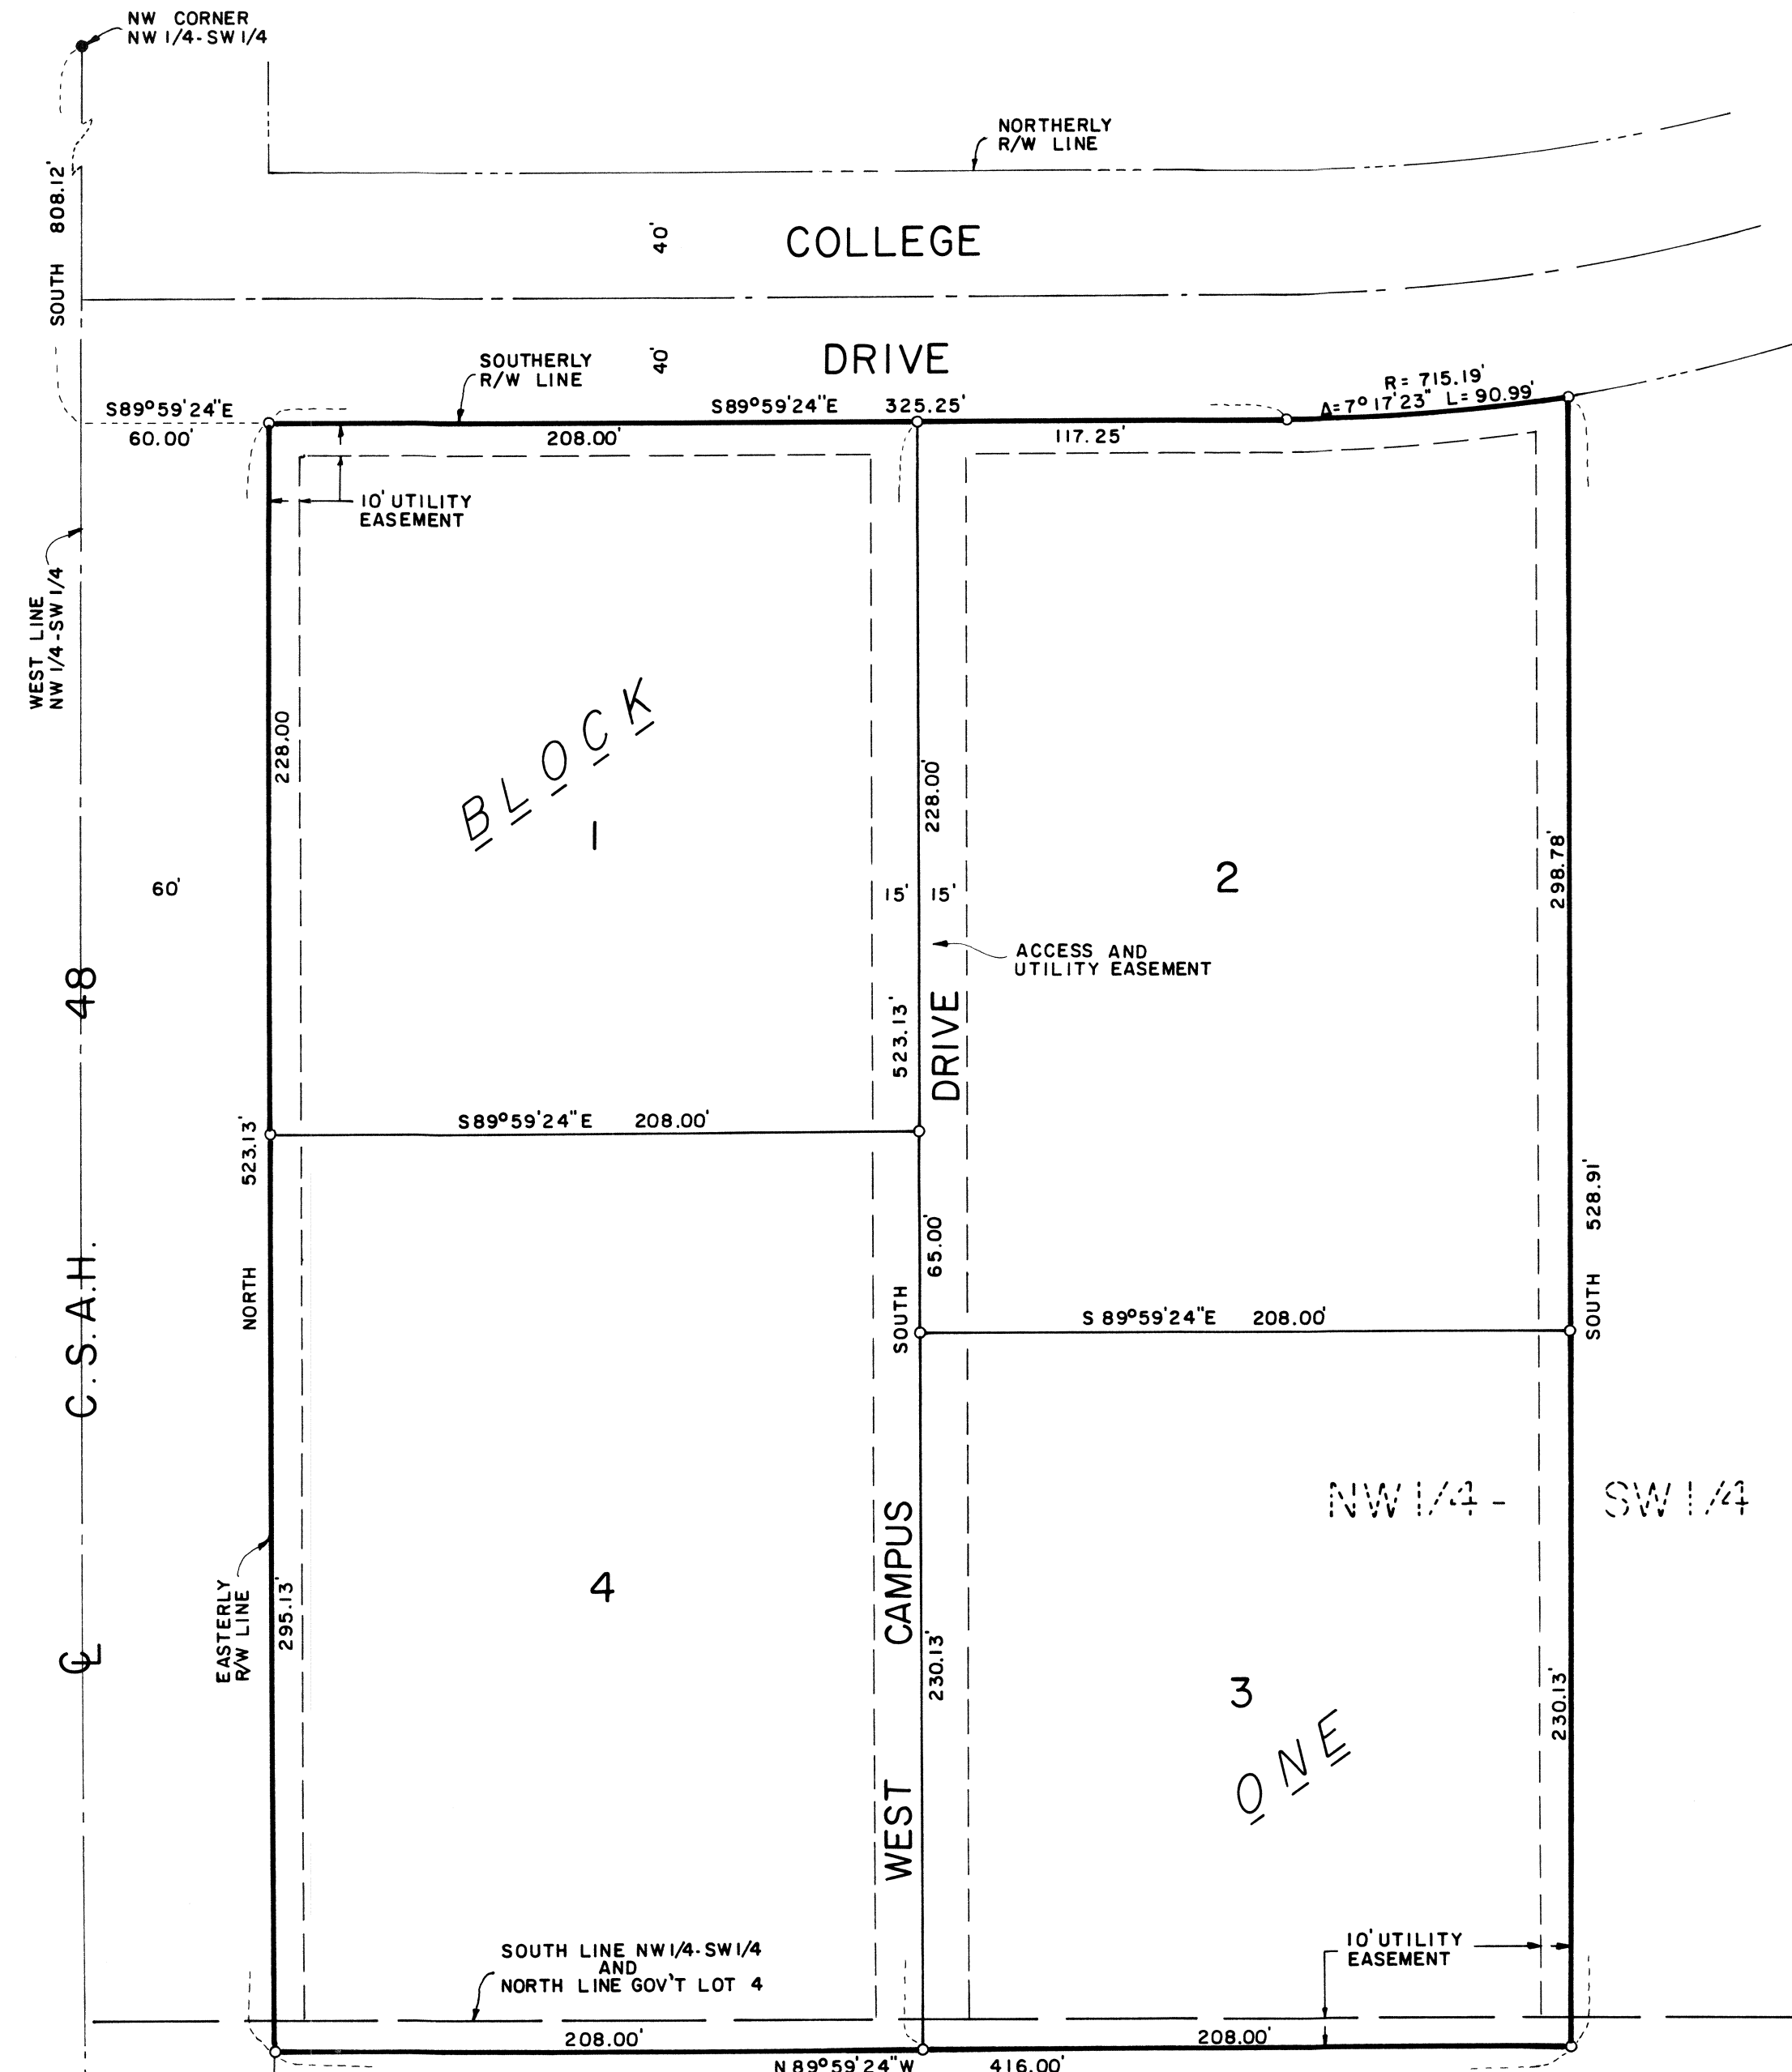 NW CORNER
NW 1/4-SW 1/4
SOUTH 808.12'
NORTHERLY
R/W LINE
40'
COLLEGE
40'
DRIVE
SOUTHERLY
R/W LINE
R= 715.19'
Δ=7°17'23" L=90.99'
S89°59'24"E
60.00'
S89°59'24"E 325.25'
208.00'
117.25'
10' UTILITY
EASEMENT
WEST LINE
NW 1/4-SW 1/4
228.00
BLOCK
1
228.00'
2
298.78'
60'
15' 15'
ACCESS AND
UTILITY EASEMENT
48
523.13'
DRIVE
S89°59'24"E 208.00'
523.13'
NORTH
65.00'
SOUTH
S 89°59'24"E 208.00'
SOUTH 528.91'
C.S.A.H.
NW 1/4 - SW 1/4
CAMPUS
4
EASTERLY
R/W LINE
295.13'
℄
230.13'
3
230.13'
ONE
WEST
SOUTH LINE NW1/4-SW1/4
AND
NORTH LINE GOV'T LOT 4
10' UTILITY
EASEMENT
208.00'
208.00'
N 89°59'24"W 416.00'